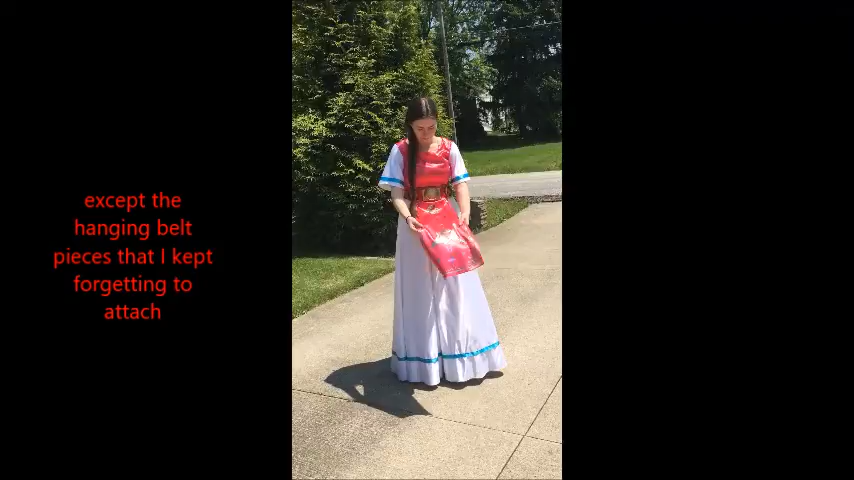 except the
hanging belt
pieces that I kept
forgetting to
attach